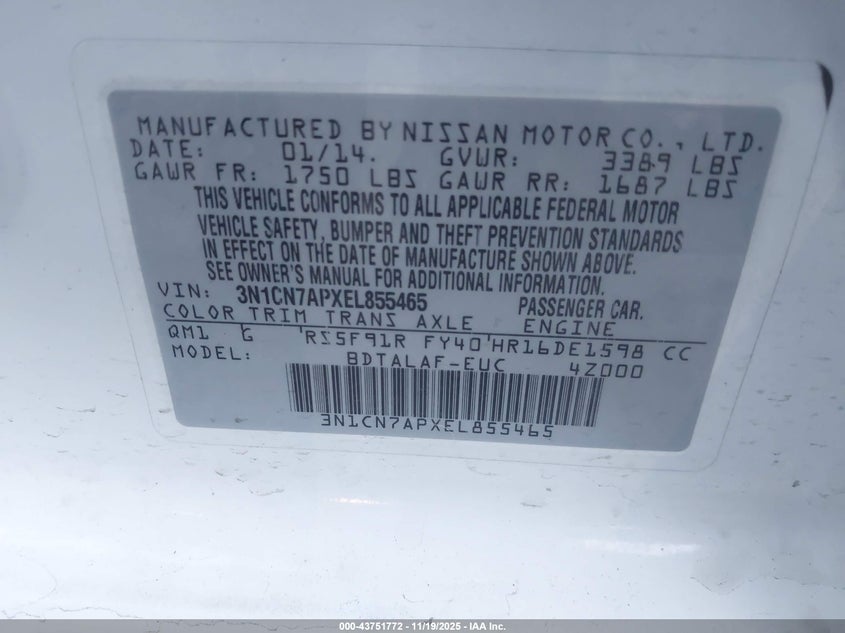 MANUFACTURED BY NISSAN MOTOR CO., LTD.
DATE: 01/14. GVWR: 3389 LBS
GAWR FR: 1750 LBS GAWR RR: 1687 LBS
THIS VEHICLE CONFORMS TO ALL APPLICABLE FEDERAL MOTOR
VEHICLE SAFETY, BUMPER AND THEFT PREVENTION STANDARDS
IN EFFECT ON THE DATE OF MANUFACTURE SHOWN ABOVE.
SEE OWNER'S MANUAL FOR ADDITIONAL INFORMATION.
VIN: 3N1CN7APXEL855465 PASSENGER CAR.
COLOR TRIM TRANS AXLE ENGINE
QM1 G RS5F91R FY40 HR16DE1598 CC
MODEL: BDTALAF-EUC 4Z000
3N1CN7APXEL855465
000-43751772 - 11/19/2025 - IAA Inc.